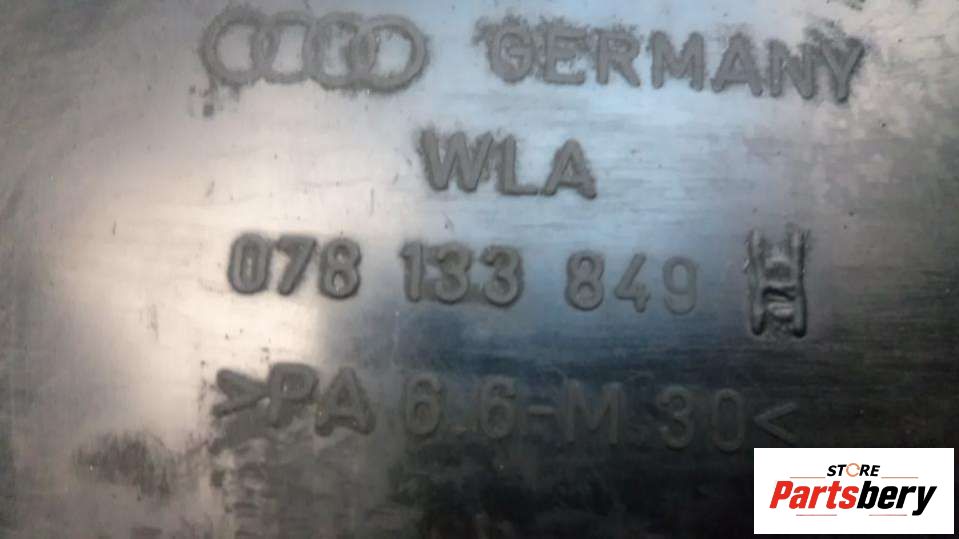 GERMANY
WLA
078 133 849 H
>PA 6.6-M 30<
STORE
Partsbery